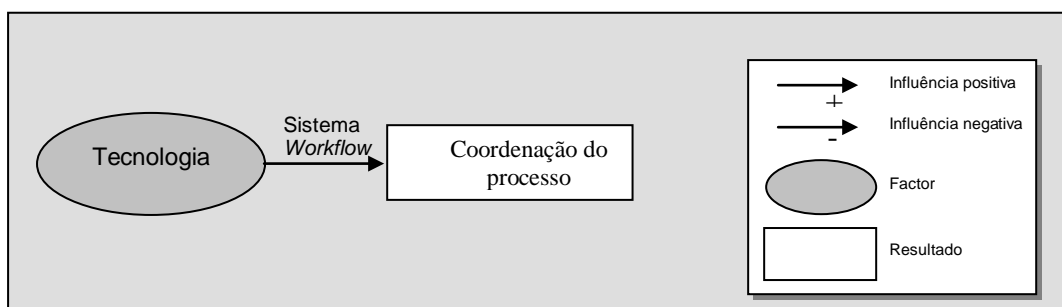 Tecnologia
Sistema
Workflow
Coordenação do
processo
+
Influência positiva
-
Influência negativa
Factor
Resultado